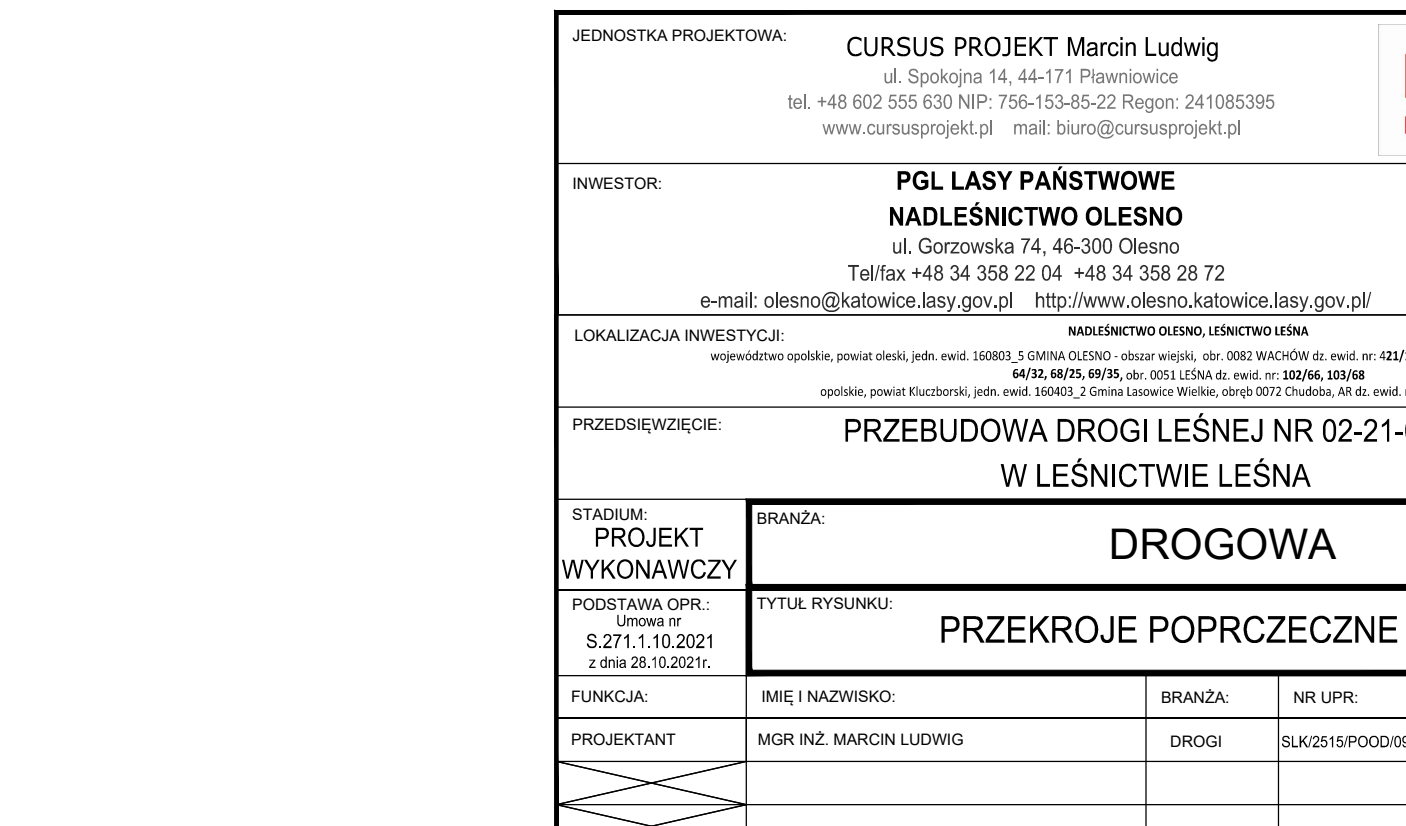 JEDNOSTKA PROJEKTOWA:
CURSUS PROJEKT Marcin Ludwig
ul. Spokojna 14, 44-171 Pławniowice
tel. +48 602 555 630 NIP: 756-153-85-22 Regon: 241085395
www.cursusprojekt.pl mail: biuro@cursusprojekt.pl
INWESTOR:
PGL LASY PAŃSTWOWE
NADLEŚNICTWO OLESNO
ul. Gorzowska 74, 46-300 Olesno
Tel/fax +48 34 358 22 04 +48 34 358 28 72
e-mail: olesno@katowice.lasy.gov.pl http://www.olesno.katowice.lasy.gov.pl/
LOKALIZACJA INWESTYCJI:
NADLEŚNICTWO OLESNO, LEŚNICTWO LEŚNA
województwo opolskie, powiat oleski, jedn. ewid. 160803_5 GMINA OLESNO - obszar wiejski, obr. 0082 WACHÓW dz. ewid. nr: 421/
64/32, 68/25, 69/35, obr. 0051 LEŚNA dz. ewid. nr: 102/66, 103/68
opolskie, powiat Kluczborski, jedn. ewid. 160403_2 Gmina Lasowice Wielkie, obręb 0072 Chudoba, AR dz. ewid.
PRZEDSIĘWZIĘCIE:
PRZEBUDOWA DROGI LEŚNEJ NR 02-21-
W LEŚNICTWIE LEŚNA
STADIUM:
PROJEKT
WYKONAWCZY
BRANŻA:
DROGOWA
PODSTAWA OPR.:
Umowa nr
S.271.1.10.2021
z dnia 28.10.2021r.
TYTUŁ RYSUNKU:
PRZEKROJE POPRCZECZNE
FUNKCJA: IMIĘ I NAZWISKO: BRANŻA: NR UPR:
PROJEKTANT MGR INŻ. MARCIN LUDWIG DROGI SLK/2515/POOD/09